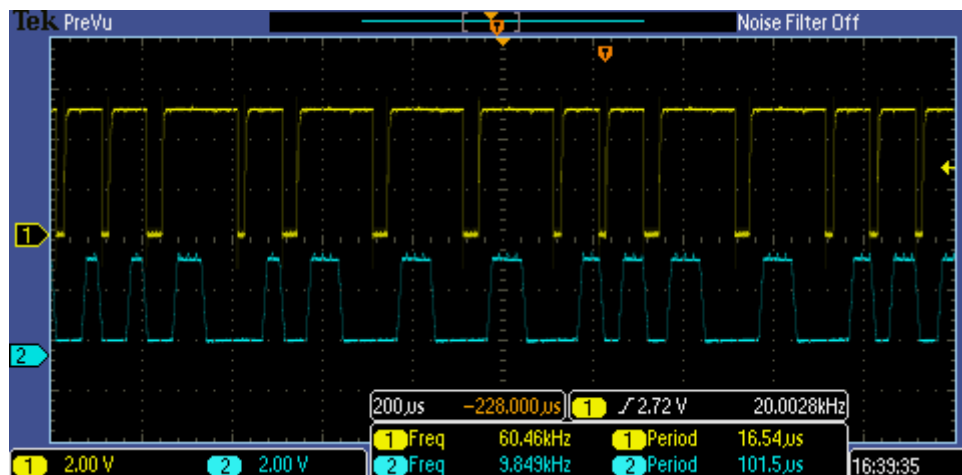 Tek PreVu Noise Filter Off
T
T
1
2
200µs -228.000µs 1 2.72 V 20.0028kHz
1 Freq 60.46kHz 1 Period 16.54µs
2 Freq 9.849kHz 2 Period 101.5µs
1 2.00 V 2 2.00 V 16:39:35